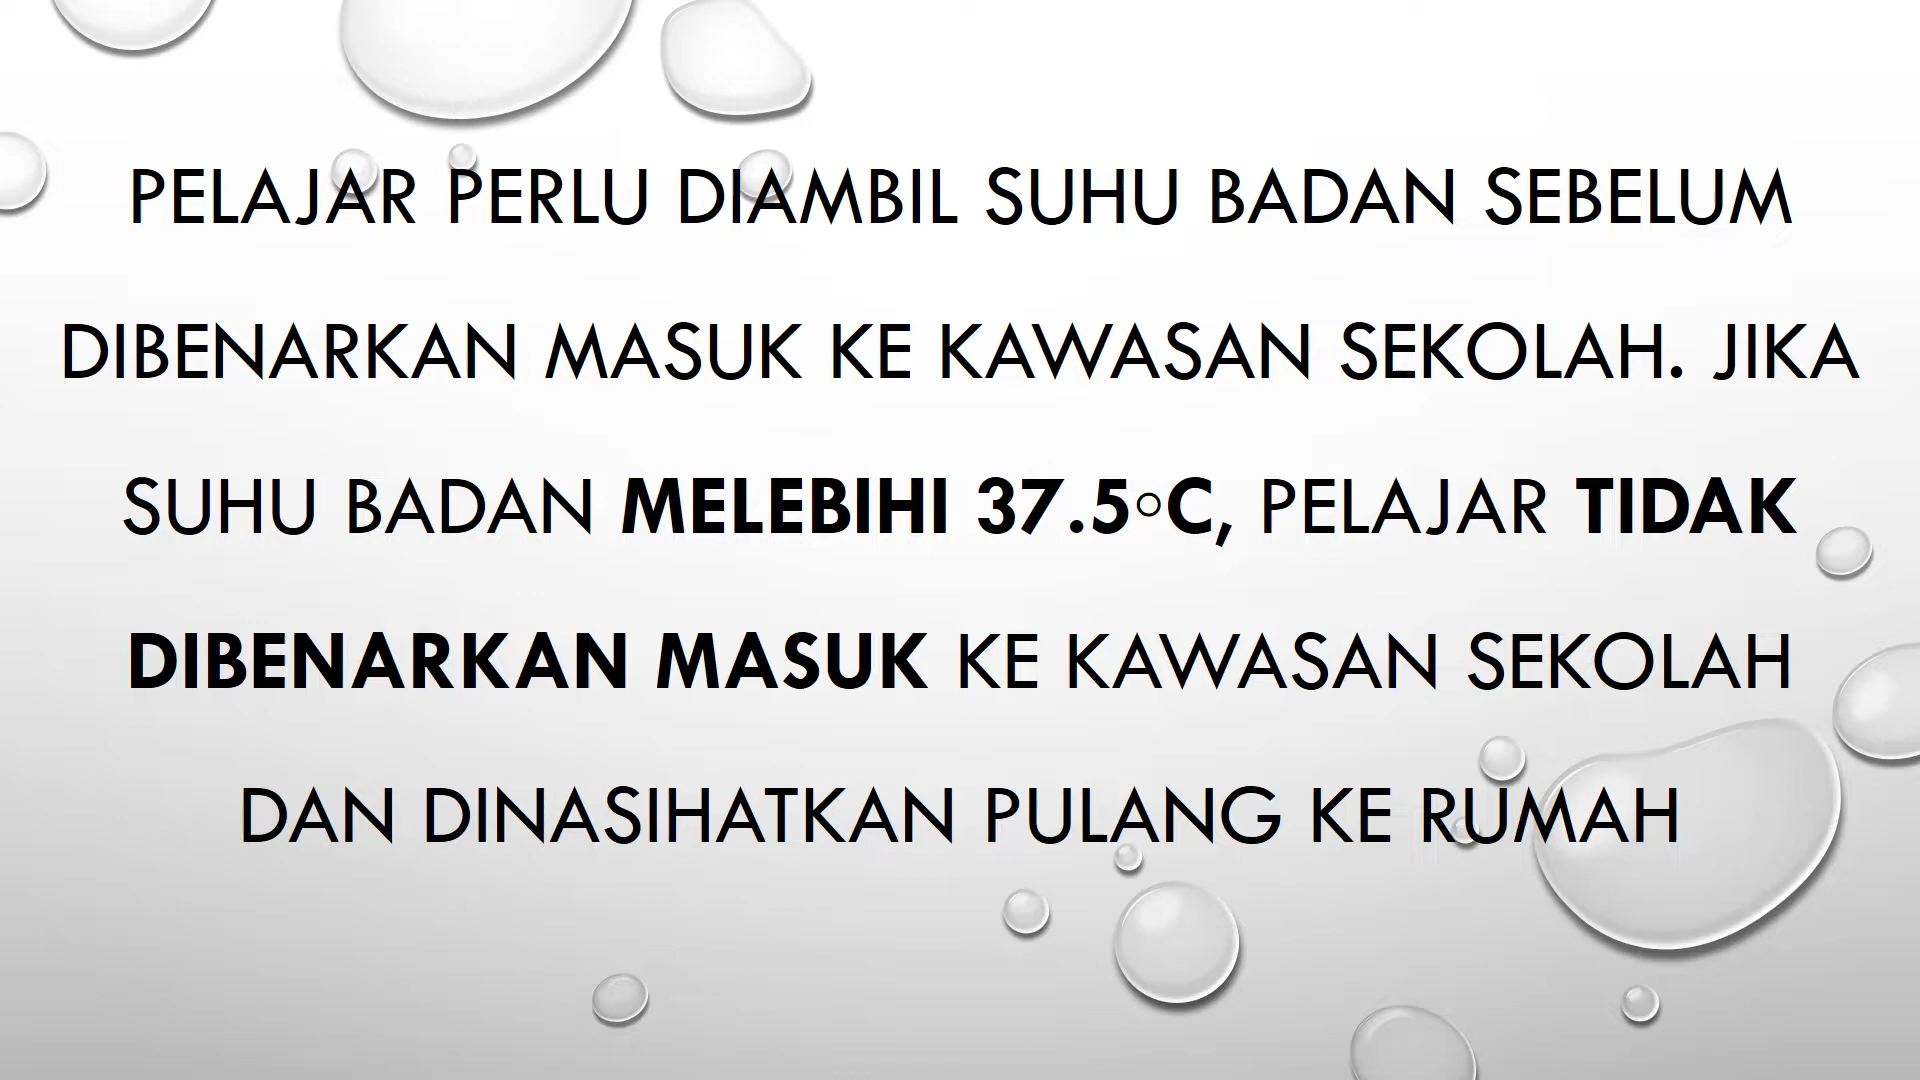 PELAJAR PERLU DIAMBIL SUHU BADAN SEBELUM
DIBENARKAN MASUK KE KAWASAN SEKOLAH. JIKA
SUHU BADAN MELEBIHI 37.5◦C, PELAJAR TIDAK
DIBENARKAN MASUK KE KAWASAN SEKOLAH
DAN DINASIHATKAN PULANG KE RUMAH